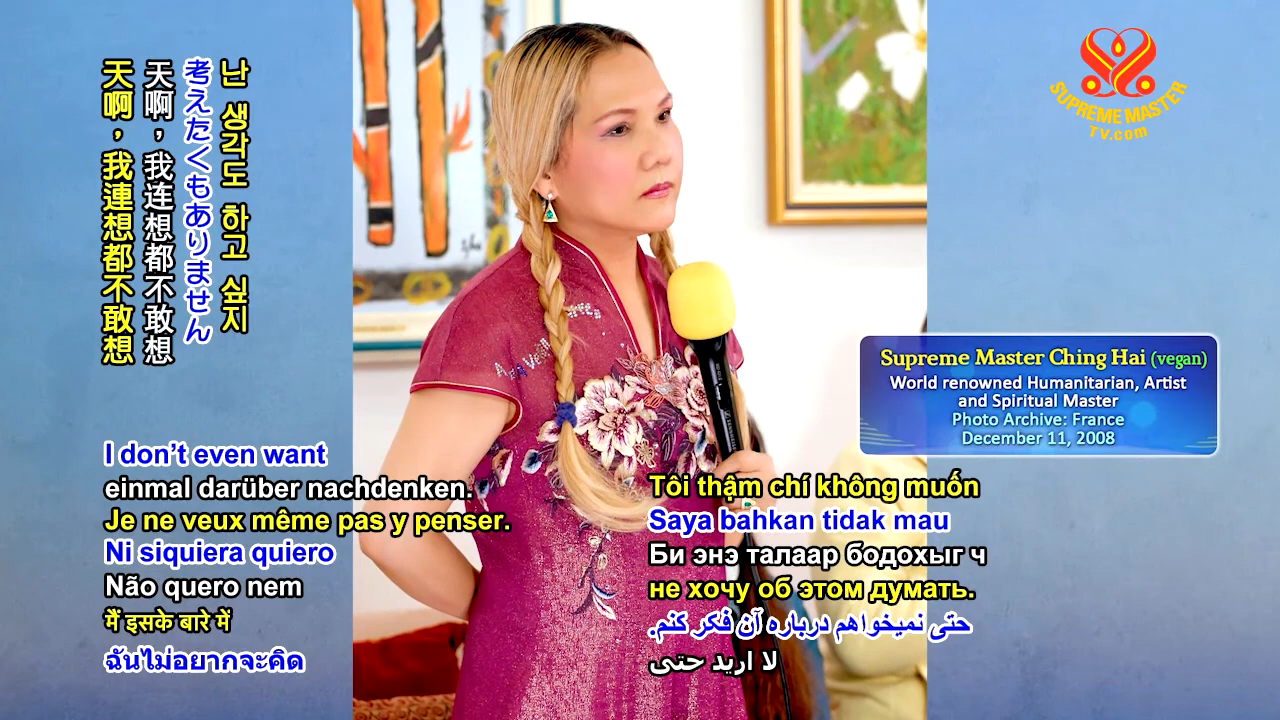 난 생각도 하고 싶지
考えたくもありません
天啊，我连想都不敢想
天啊，我連想都不敢想
SUPREME MASTER
TV.com
Supreme Master Ching Hai (vegan)
World renowned Humanitarian, Artist
and Spiritual Master
Photo Archive: France
December 11, 2008
I don't even want
einmal darüber nachdenken.
Je ne veux même pas y penser.
Ni siquiera quiero
Não quero nem
मैं इसके बारे में
ฉันไม่อยากจะคิด
Tôi thậm chí không muốn
Saya bahkan tidak mau
Би энэ талаар бодохыг ч
не хочу об этом думать.
حتی نمیخواهم درباره آن فکر کنم.
لا اريد حتى